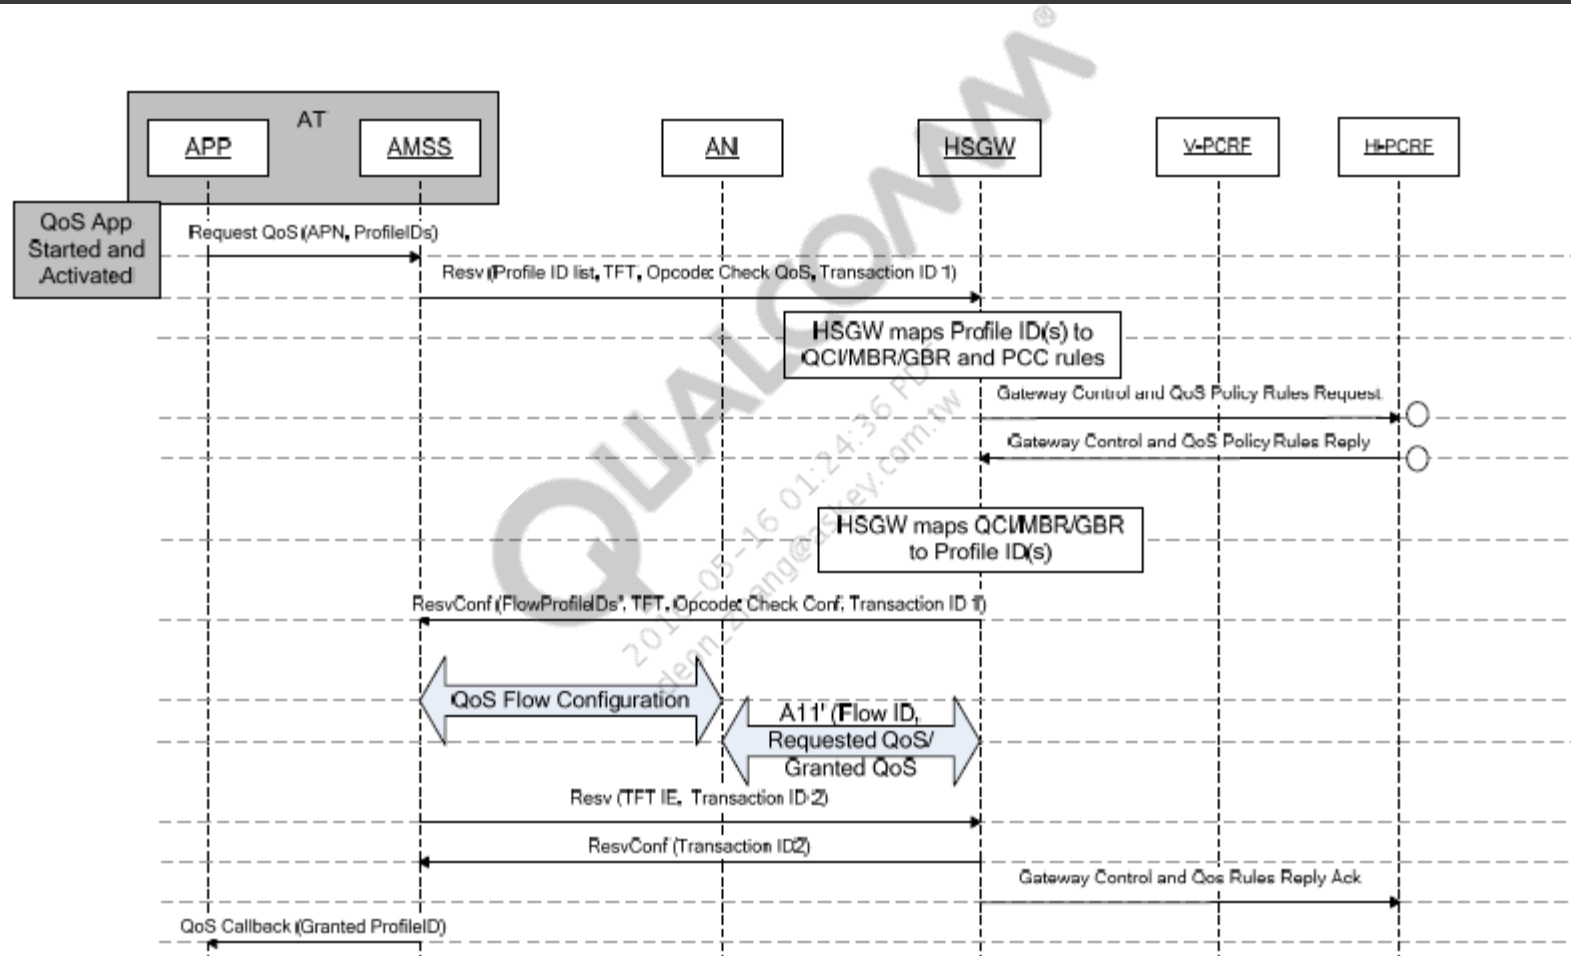 QUALCOMM®
AT
APP
AMSS
AN
HSGW
V-PCRF
H-PCRF
QoS App
Started and
Activated
Request QoS (APN, ProfileIDs)
Resv (Profile ID list, TFT, Opcode: Check QoS, Transaction ID 1)
HSGW maps Profile ID(s) to
QCI/MBR/GBR and PCC rules
Gateway Control and QoS Policy Rules Request
Gateway Control and QoS Policy Rules Reply
HSGW maps QCI/MBR/GBR
to Profile ID(s)
ResvConf (FlowProfileIDs*, TFT, Opcode: Check Conf, Transaction ID 1)
QoS Flow Configuration
A11' (Flow ID,
Requested QoS/
Granted QoS
Resv (TFT IE, Transaction ID 2)
ResvConf (Transaction ID2)
Gateway Control and Qos Rules Reply Ack
QoS Callback (Granted ProfileID)
01:24:36